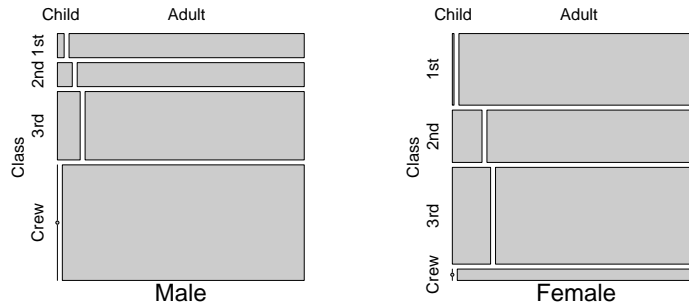 Child Adult
1st
2nd
3rd
Crew
Class
Male
Child Adult
1st
2nd
3rd
Crew
Class
Female